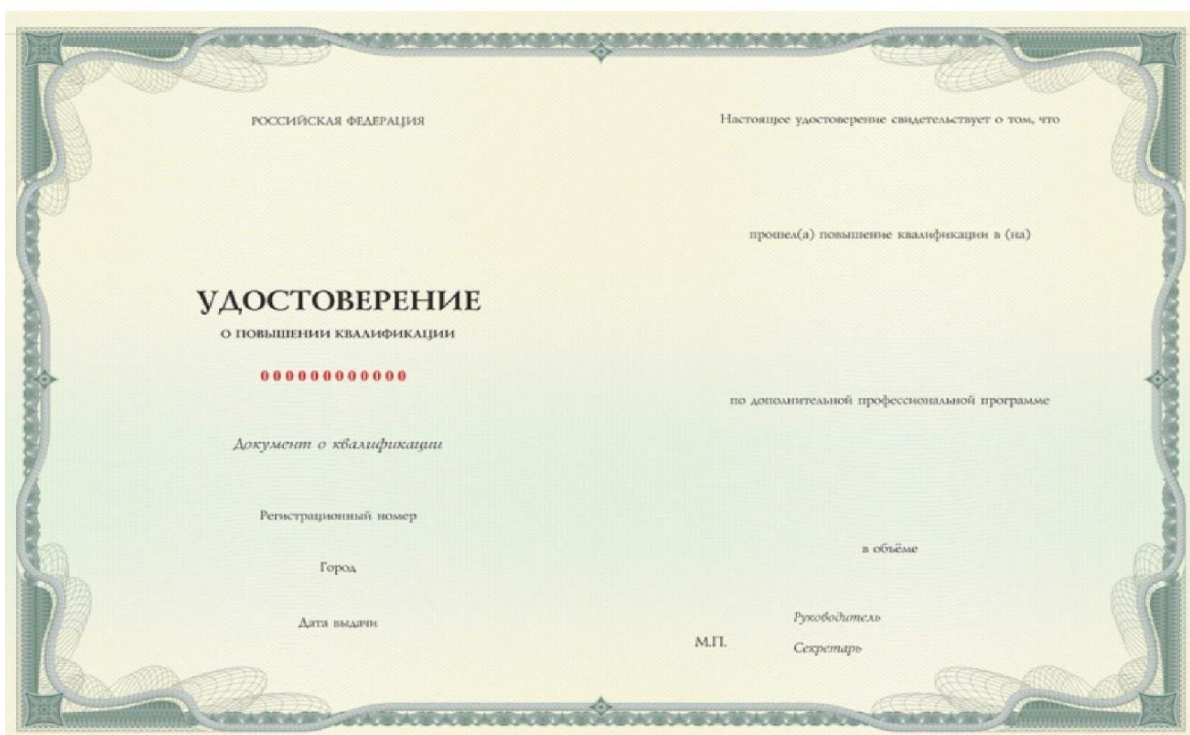 РОССИЙСКАЯ ФЕДЕРАЦИЯ
УДОСТОВЕРЕНИЕ
О ПОВЫШЕНИИ КВАЛИФИКАЦИИ
000000000000
Документ о квалификации
Регистрационный номер
Город
Дата выдачи
Настоящее удостоверение свидетельствует о том, что
прошел(а) повышение квалификации в (на)
по дополнительной профессиональной программе
в объёме
Руководитель
М.П.
Секретарь